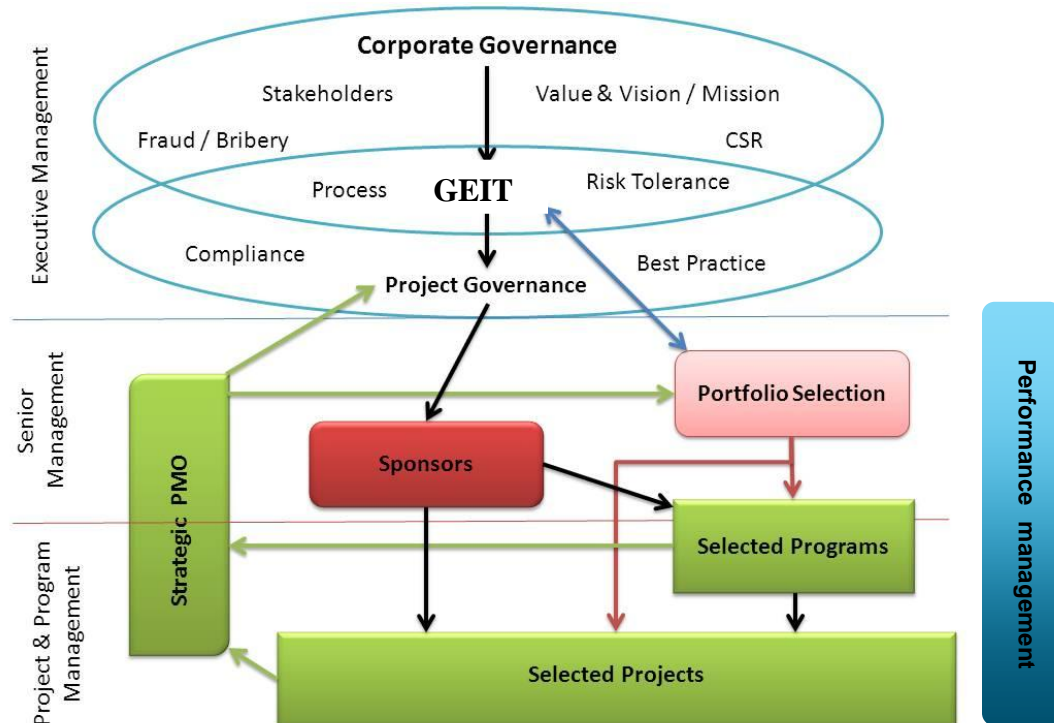 Corporate Governance
Stakeholders
Value & Vision / Mission
Fraud / Bribery
CSR
Process
GEIT
Risk Tolerance
Compliance
Best Practice
Project Governance
Executive Management
Senior
Management
Portfolio Selection
Sponsors
Strategic PMO
Selected Programs
Project & Program
Management
Selected Projects
Performance management